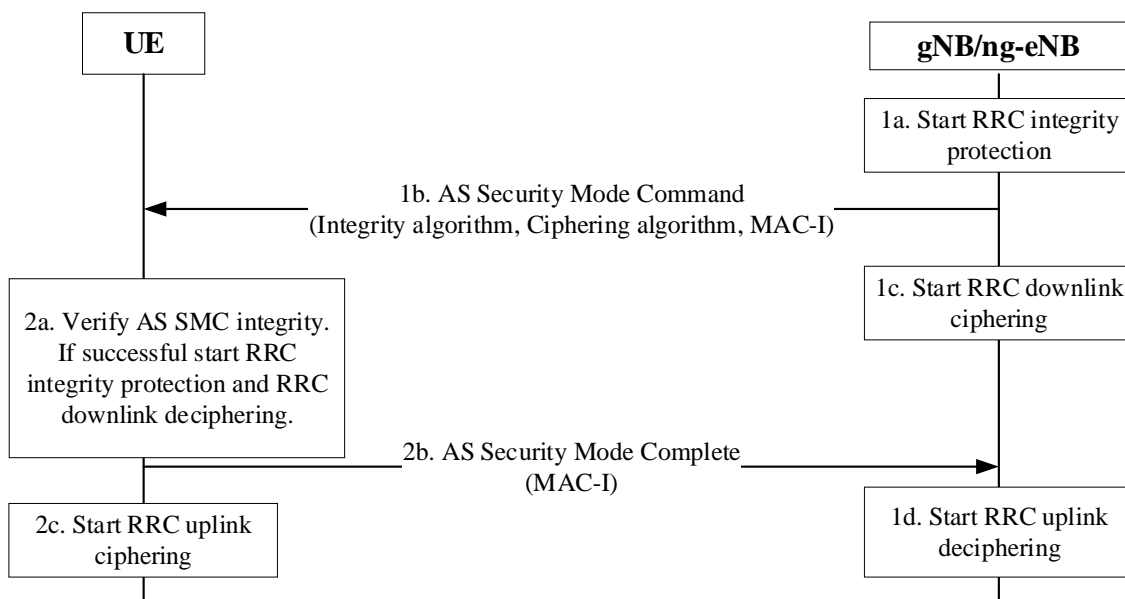 UE
gNB/ng-eNB
1a. Start RRC integrity
protection
1b. AS Security Mode Command
(Integrity algorithm, Ciphering algorithm, MAC-I)
1c. Start RRC downlink
ciphering
2a. Verify AS SMC integrity.
If successful start RRC
integrity protection and RRC
downlink deciphering.
2b. AS Security Mode Complete
(MAC-I)
2c. Start RRC uplink
ciphering
1d. Start RRC uplink
deciphering